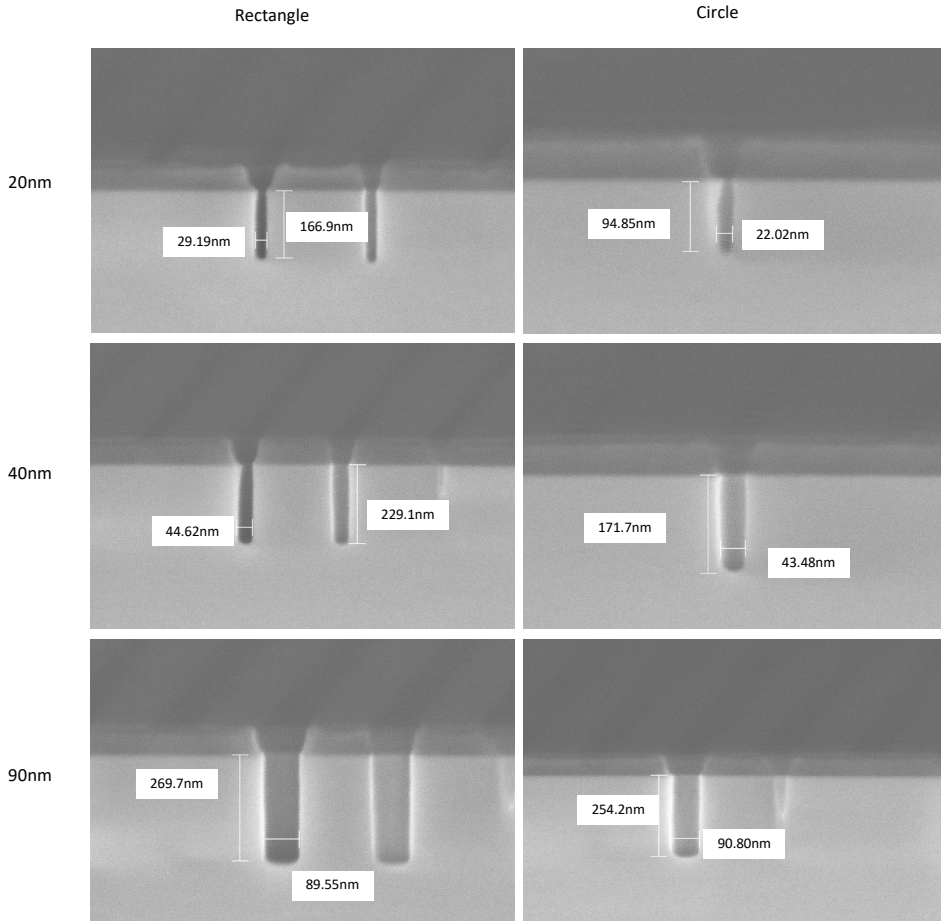 Rectangle
Circle
20nm
29.19nm
166.9nm
94.85nm
22.02nm
40nm
44.62nm
229.1nm
171.7nm
43.48nm
90nm
269.7nm
89.55nm
254.2nm
90.80nm